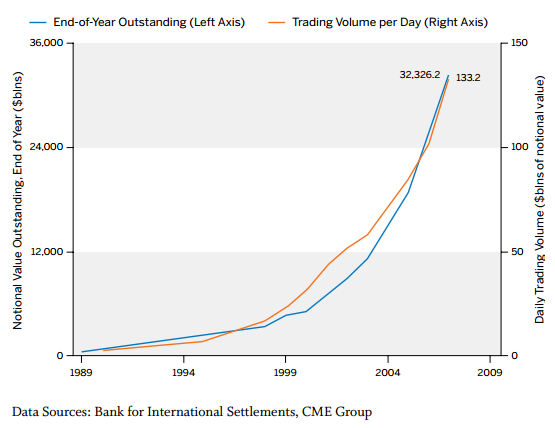 End-of-Year Outstanding (Left Axis) Trading Volume per Day (Right Axis)
Notional Value Outstanding, End of Year ($blns)
36,000
24,000
12,000
0
32,326.2 133.2
150
100
50
0
Daily Trading Volume ($blns of notional value)
1989 1994 1999 2004 2009
Data Sources: Bank for International Settlements, CME Group